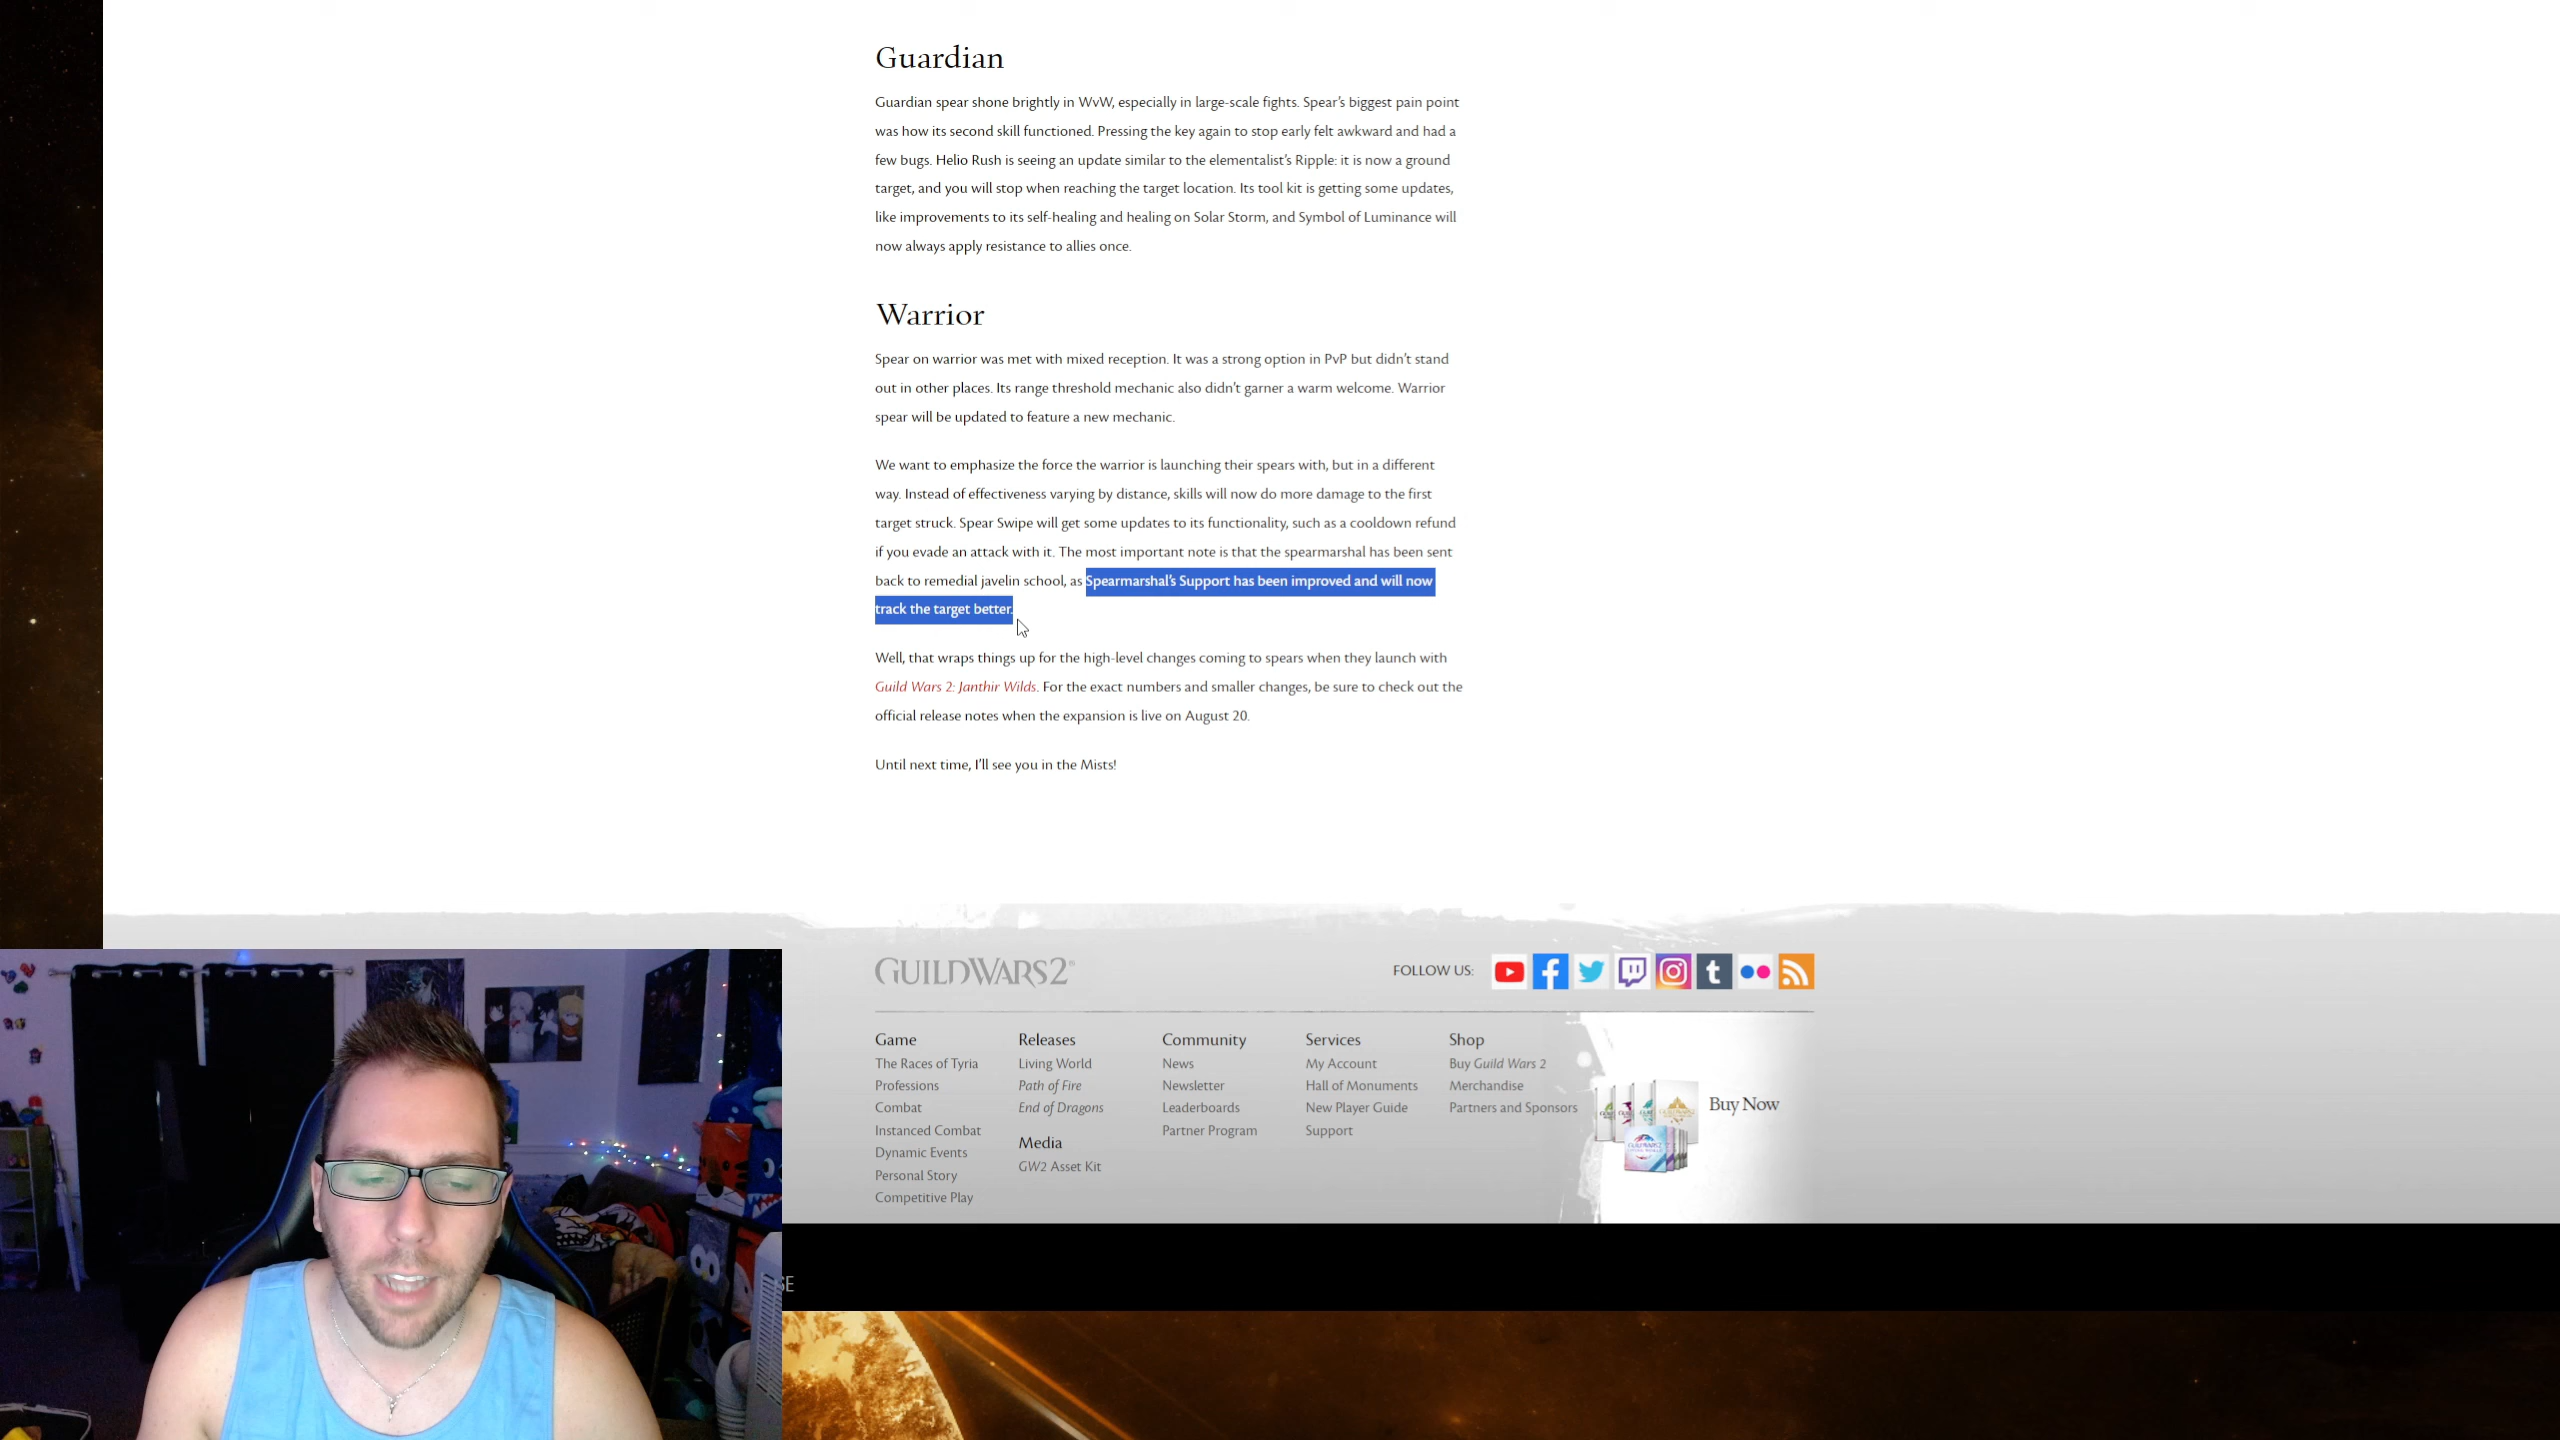 Guardian
Guardian spear shone brightly in WvW, especially in large-scale fights. Spear’s biggest pain point
was how its second skill functioned. Pressing the key again to stop early felt awkward and had a
few bugs. Helio Rush is seeing an update similar to the elementalist’s Ripple: it is now a ground
target, and you will stop when reaching the target location. Its tool kit is getting some updates,
like improvements to its self-healing and healing on Solar Storm, and Symbol of Luminance will
now always apply resistance to allies once.
Warrior
Spear on warrior was met with mixed reception. It was a strong option in PvP but didn’t stand
out in other places. Its range threshold mechanic also didn’t garner a warm welcome. Warrior
spear will be updated to feature a new mechanic.
We want to emphasize the force the warrior is launching their spears with, but in a different
way. Instead of effectiveness varying by distance, skills will now do more damage to the first
target struck. Spear Swipe will get some updates to its functionality, such as a cooldown refund
if you evade an attack with it. The most important note is that the spearmarshal has been sent
back to remedial javelin school, as Spearmarshal’s Support has been improved and will now
track the target better.
Well, that wraps things up for the high-level changes coming to spears when they launch with
Guild Wars 2: Janthir Wilds. For the exact numbers and smaller changes, be sure to check out the
official release notes when the expansion is live on August 20.
Until next time, I’ll see you in the Mists!
GUILDWARS2®
FOLLOW US:
Game
The Races of Tyria
Professions
Combat
Instanced Combat
Dynamic Events
Personal Story
Competitive Play
Releases
Living World
Path of Fire
End of Dragons
Media
GW2 Asset Kit
Community
News
Newsletter
Leaderboards
Partner Program
Services
My Account
Hall of Monuments
New Player Guide
Support
Shop
Buy Guild Wars 2
Merchandise
Partners and Sponsors
Buy Now